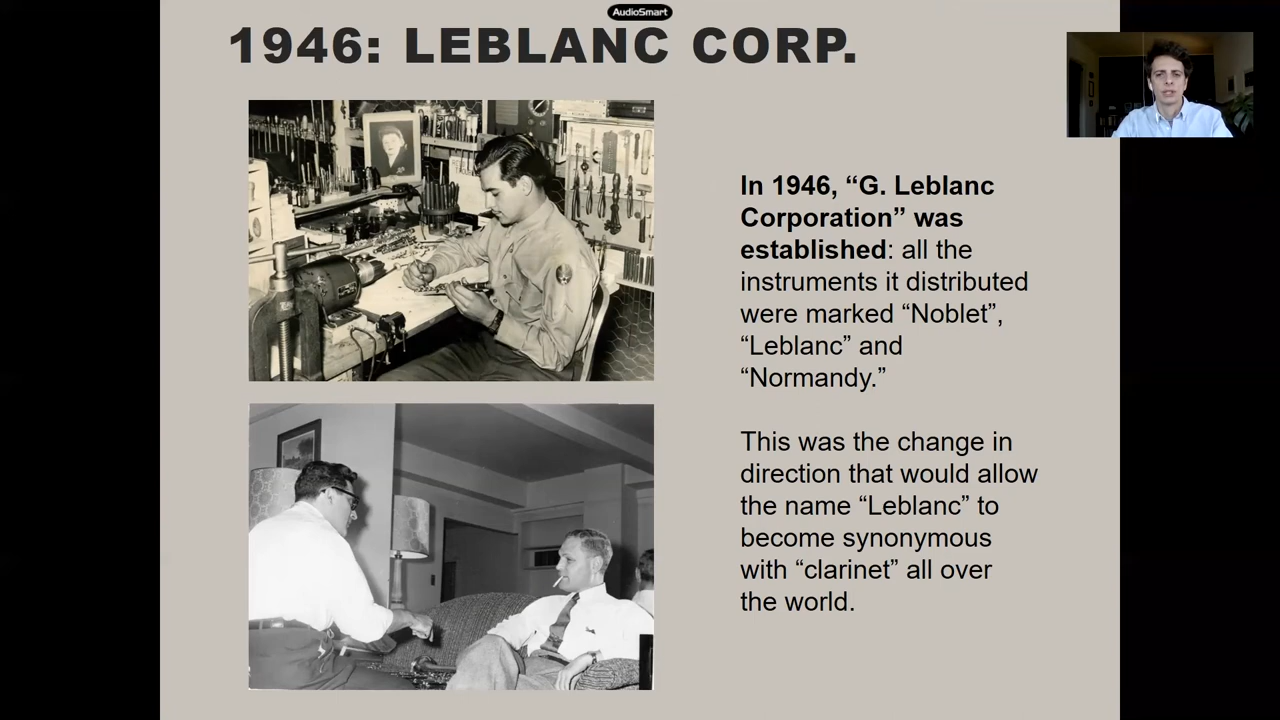 AudioSmart
1946: LEBLANC CORP.
In 1946, “G. Leblanc
Corporation” was
established: all the
instruments it distributed
were marked “Noblet”,
“Leblanc” and
“Normandy.”
This was the change in
direction that would allow
the name “Leblanc” to
become synonymous
with “clarinet” all over
the world.